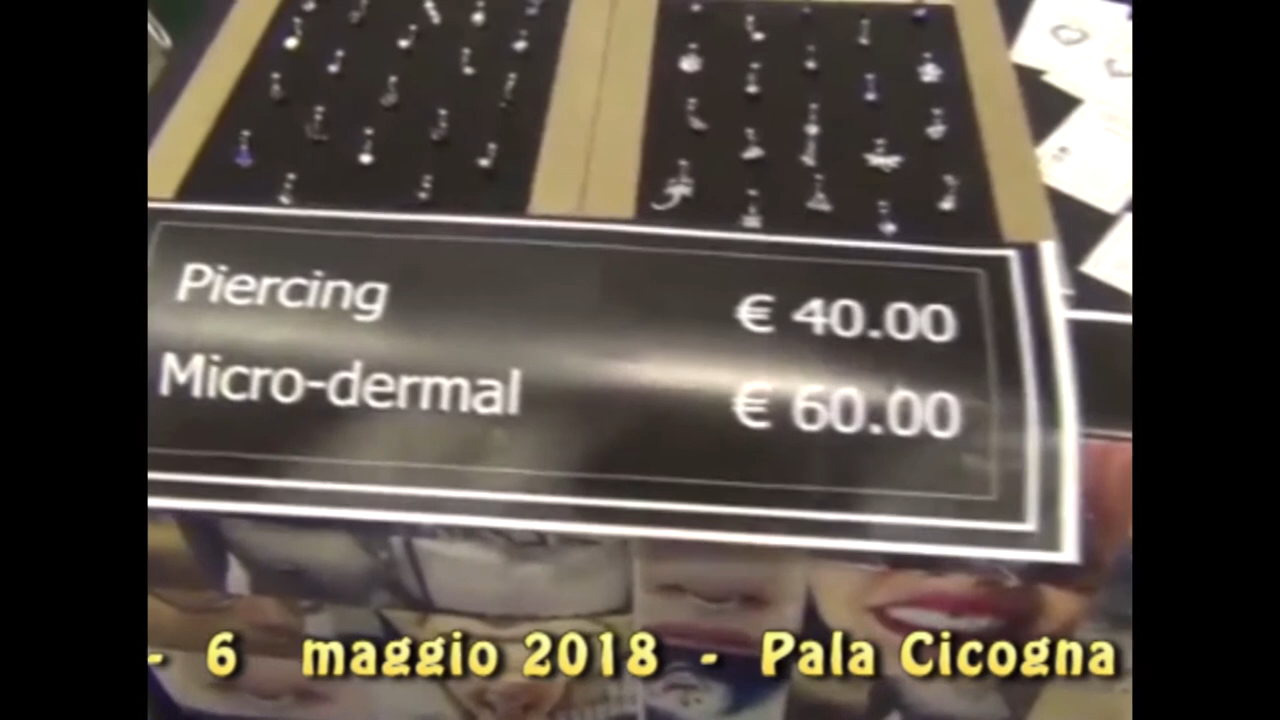 Piercing € 40.00
Micro-dermal € 60.00
- 6 maggio 2018 - Pala Cicogna